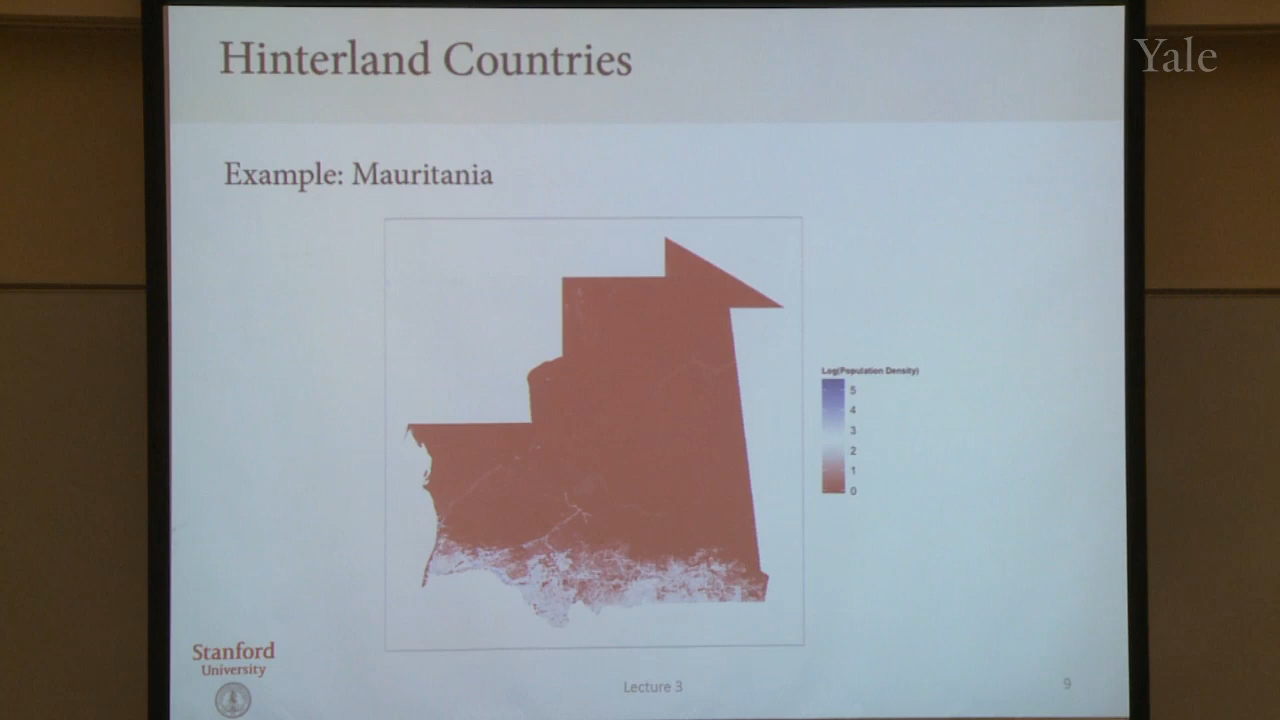 Hinterland Countries
Yale
Example: Mauritania
Log(Population Density)
5
4
3
2
1
0
Stanford
University
Lecture 3
9